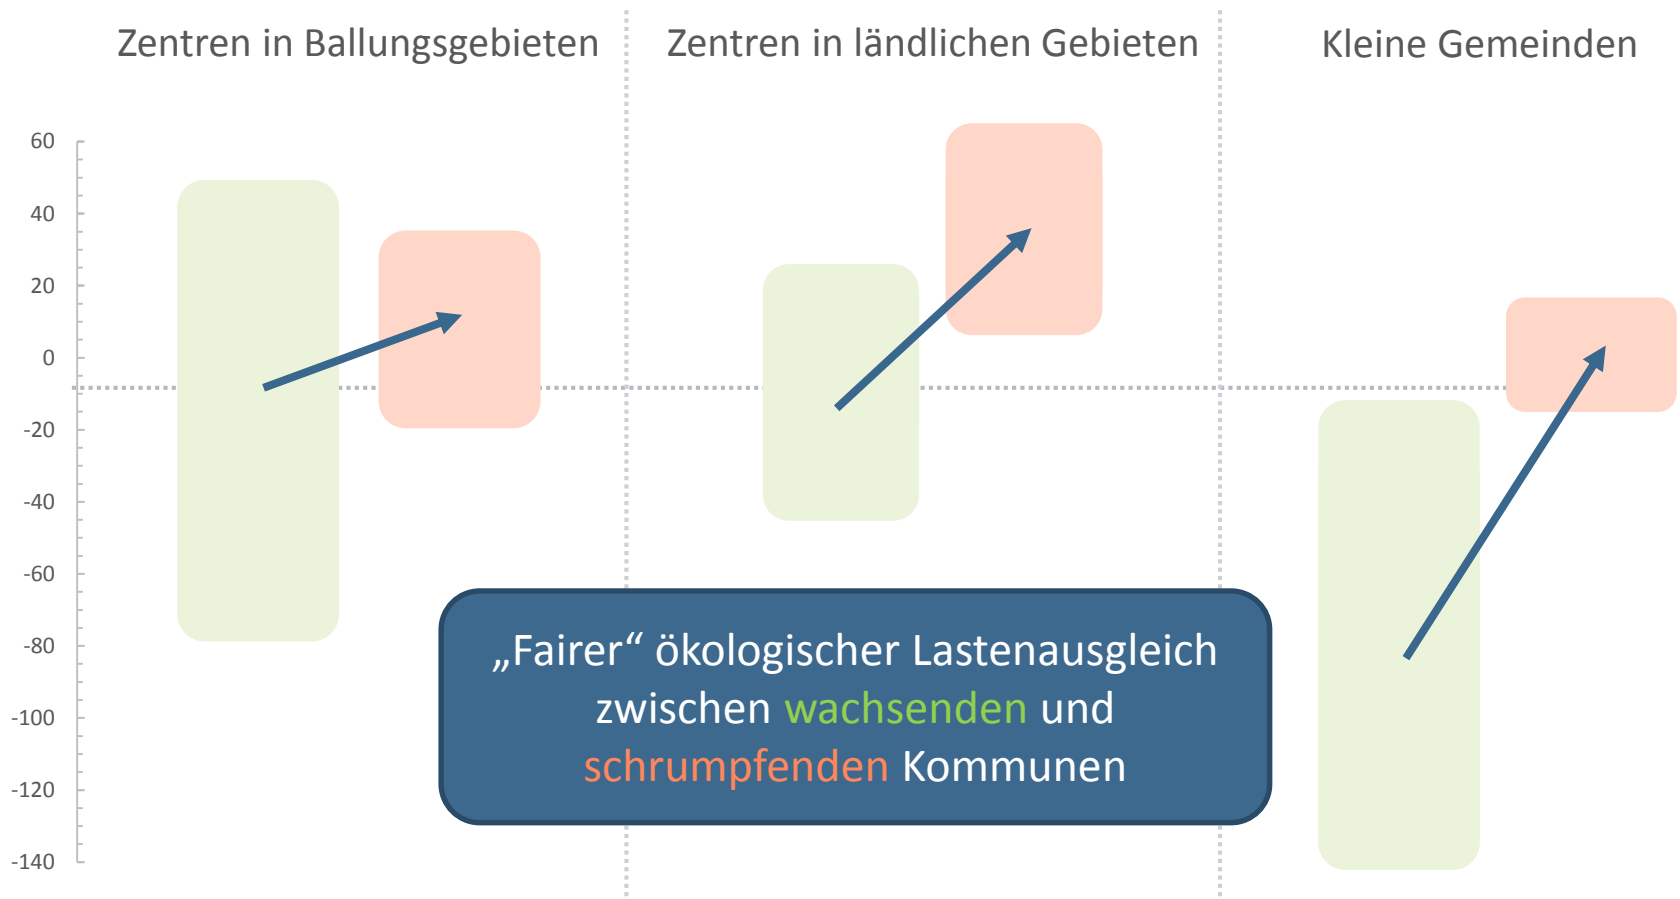 Zentren in Ballungsgebieten
Zentren in ländlichen Gebieten
Kleine Gemeinden
60
40
20
0
-20
-40
-60
-80
-100
-120
-140
„Fairer“ ökologischer Lastenausgleich
zwischen wachsenden und
schrumpfenden Kommunen